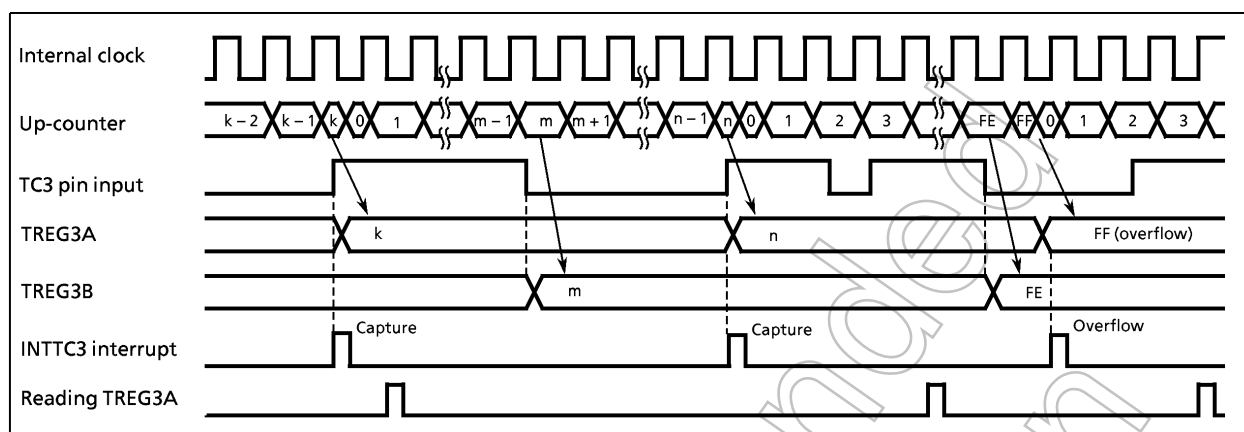 Internal clock
Up-counter
k – 2 k – 1 k 0 1 m – 1 m m + 1 n – 1 n 0 1 2 3 FE FF 0 1 2 3
TC3 pin input
TREG3A
k n FF (overflow)
TREG3B
m FE
Capture Capture Overflow
INTTC3 interrupt
Reading TREG3A